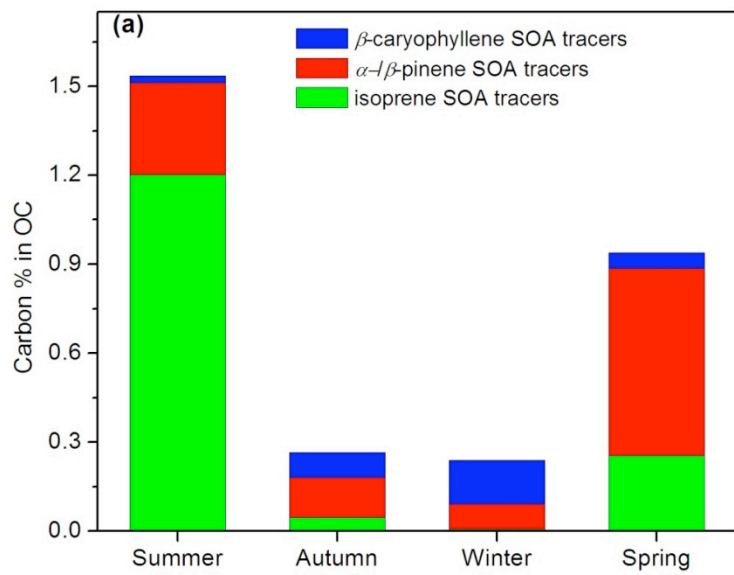 (a)
β-caryophyllene SOA tracers
α-/β-pinene SOA tracers
isoprene SOA tracers
Carbon % in OC
1.5
1.2
0.9
0.6
0.3
0.0
Summer Autumn Winter Spring